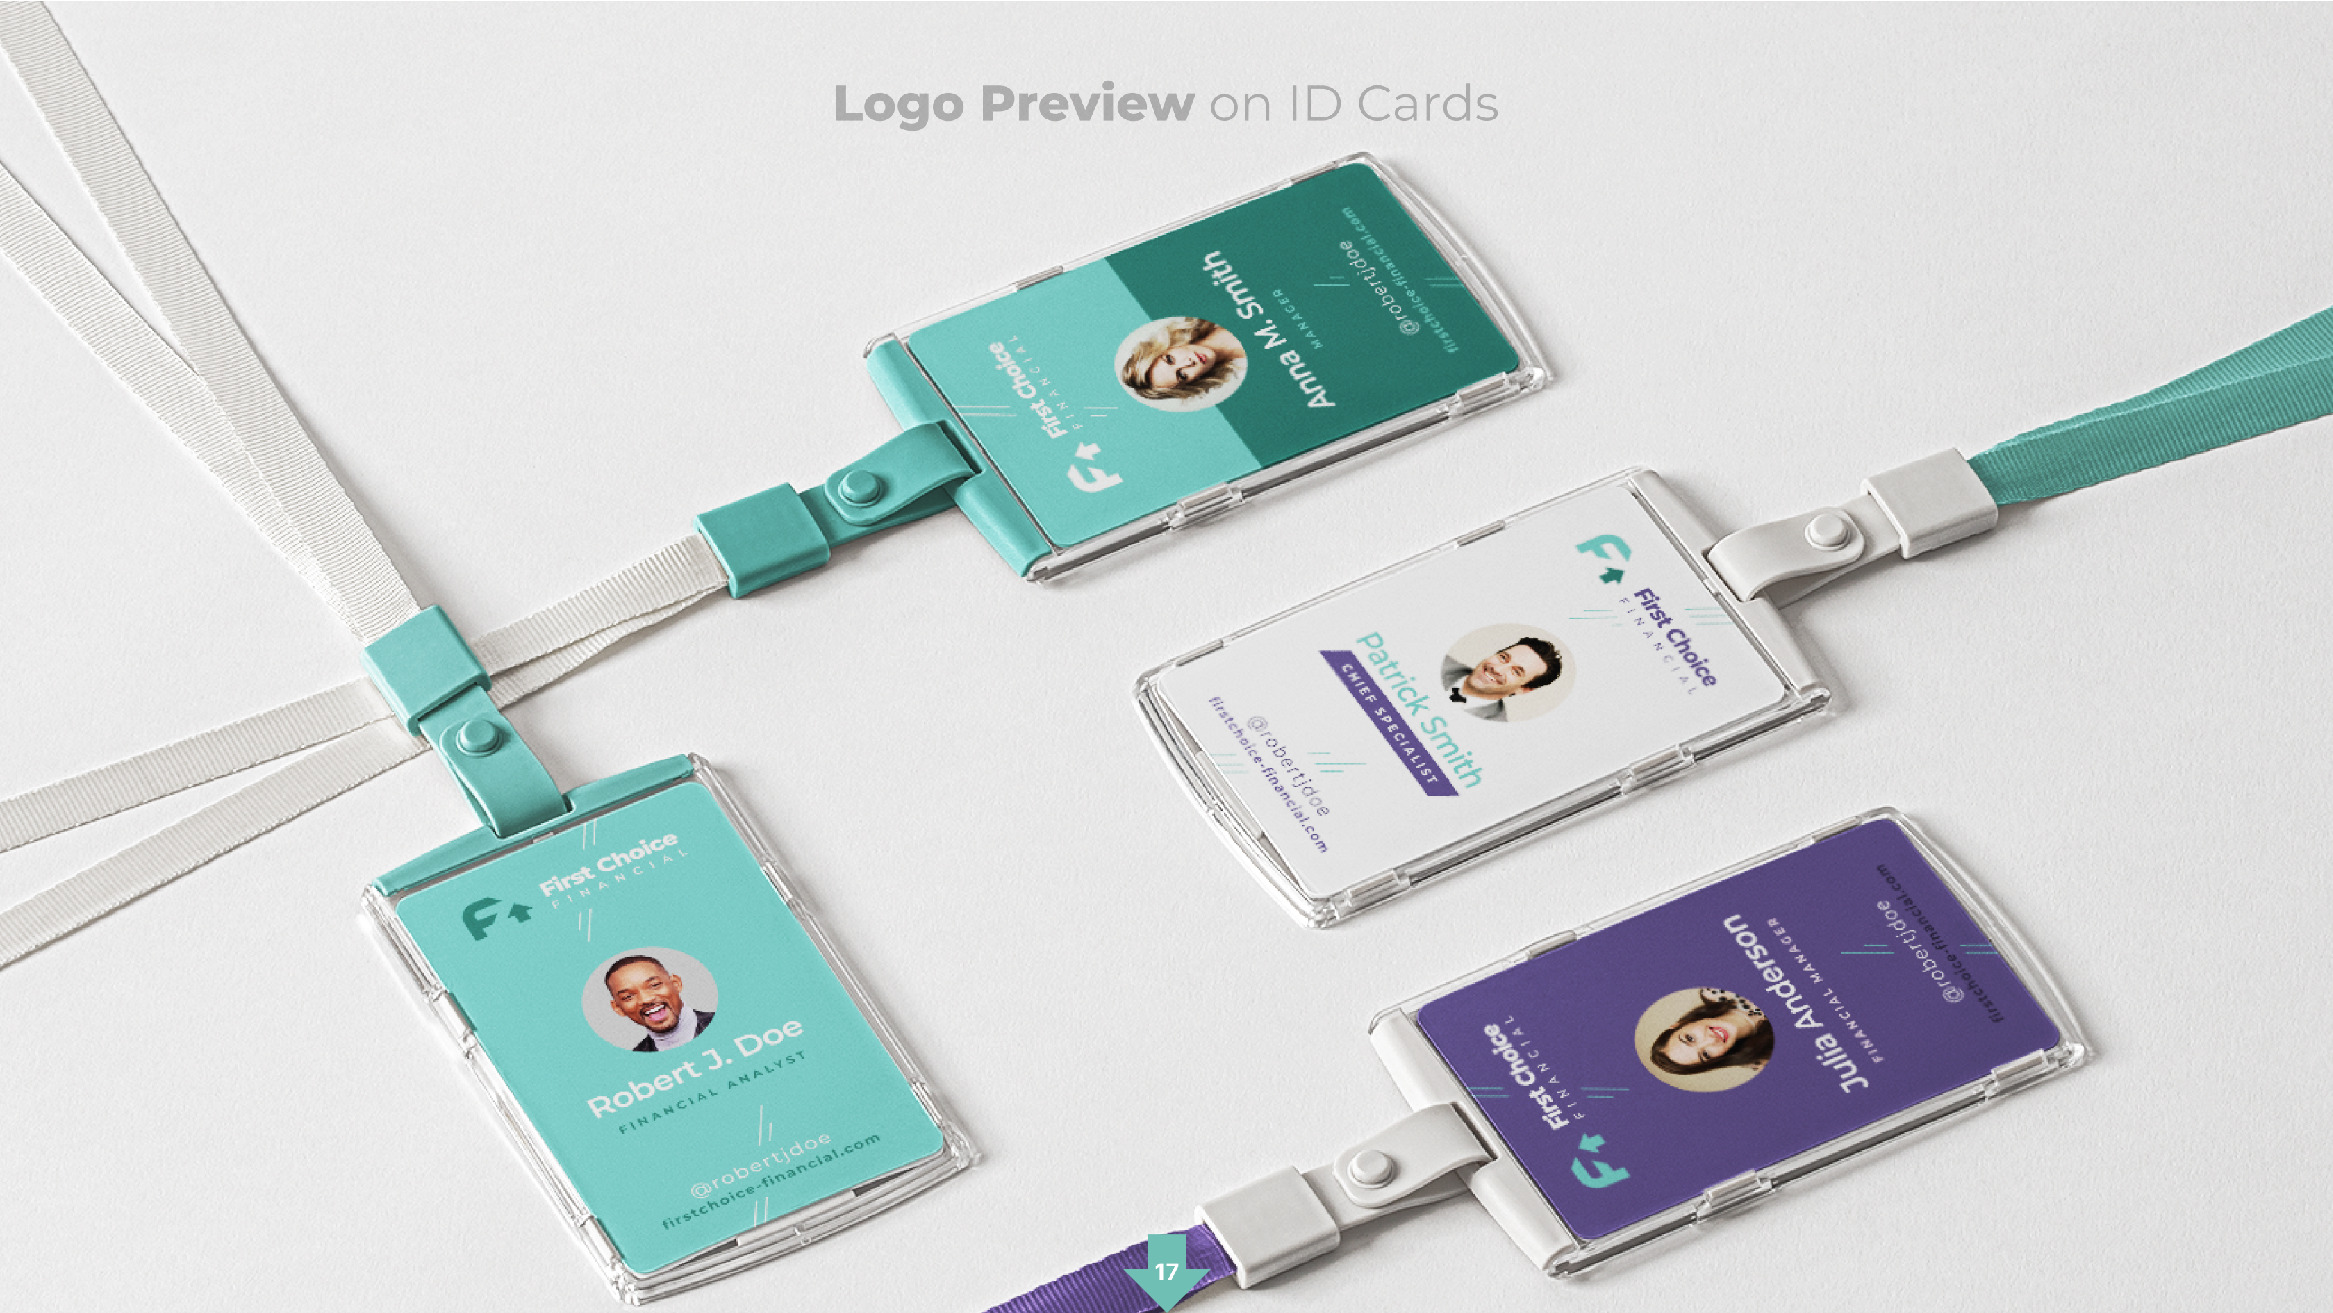 Logo Preview on ID Cards
First Choice
FINANCIAL
Anna M. Smith
MANAGER
@robertjdoe
firstchoice-financial.com
First Choice
FINANCIAL
Patrick Smith
CHIEF SPECIALIST
@robertjdoe
firstchoice-financial.com
First Choice
FINANCIAL
Robert J. Doe
FINANCIAL ANALYST
@robertjdoe
firstchoice-financial.com
First Choice
FINANCIAL
Julia Anderson
FINANCIAL MANAGER
@robertjdoe
firstchoice-financial.com
17